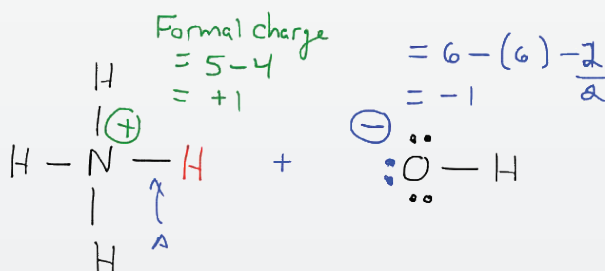 Formal charge
= 5 - 4
= +1
= 6 - (6) - 2/2
= -1
H
+
H - N - H + :O - H
-
H
A